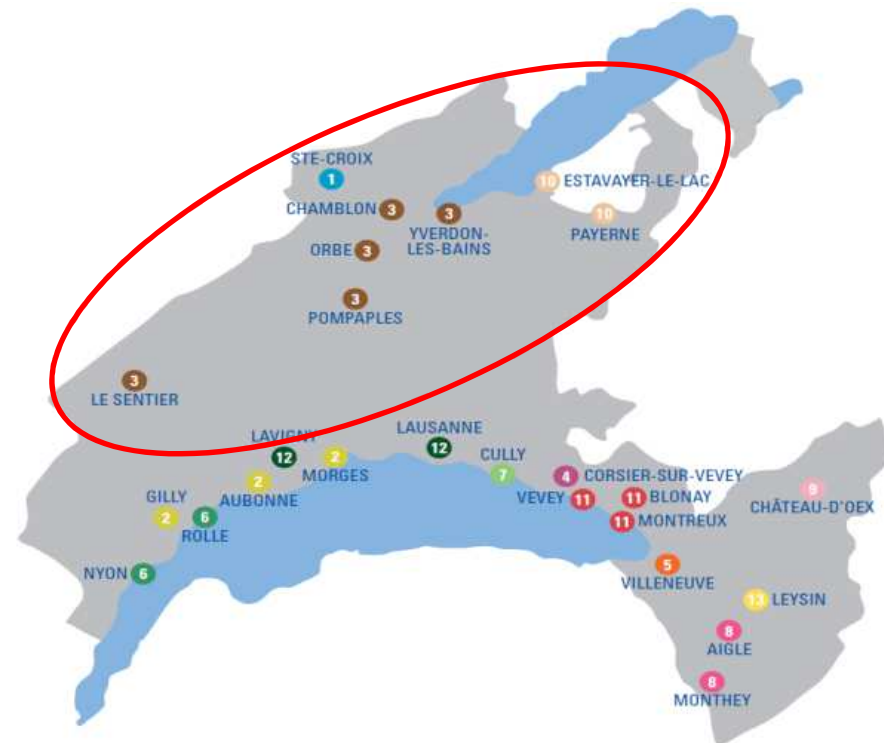 STE-CROIX
1
10 ESTAVAYER-LE-LAC
CHAMBLON 3
3
10
YVERDON-
LES-BAINS
PAYERNE
ORBE 3
3
POMPAPLES
3
LE SENTIER
LAVIGNY
12
LAUSANNE
12
2
MORGES
CULLY
7
4 CORSIER-SUR-VEVEY
2
AUBONNE
VEVEY 11
11 BLONAY
9
CHÂTEAU-D'OEX
GILLY
2
6
ROLLE
11 MONTREUX
NYON 6
5
VILLENEUVE
13 LEYSIN
8
AIGLE
8
MONTHEY